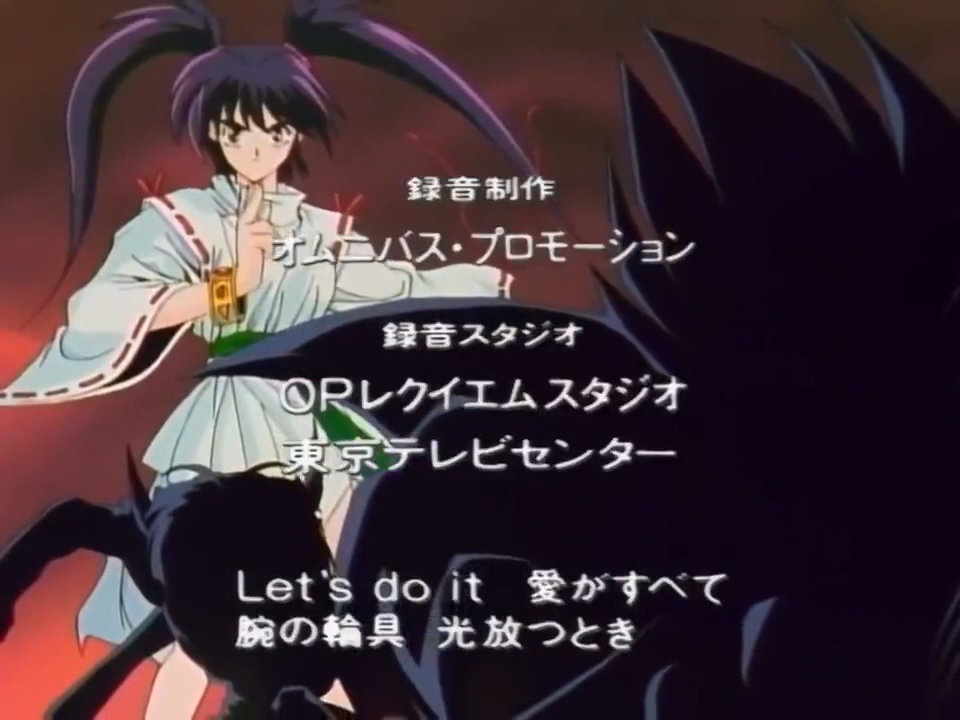 録音制作
オムニバス・プロモーション
録音スタジオ
OPレクイエムスタジオ
東京テレビセンター
Let's do it 愛がすべて
腕の輪具 光放つとき